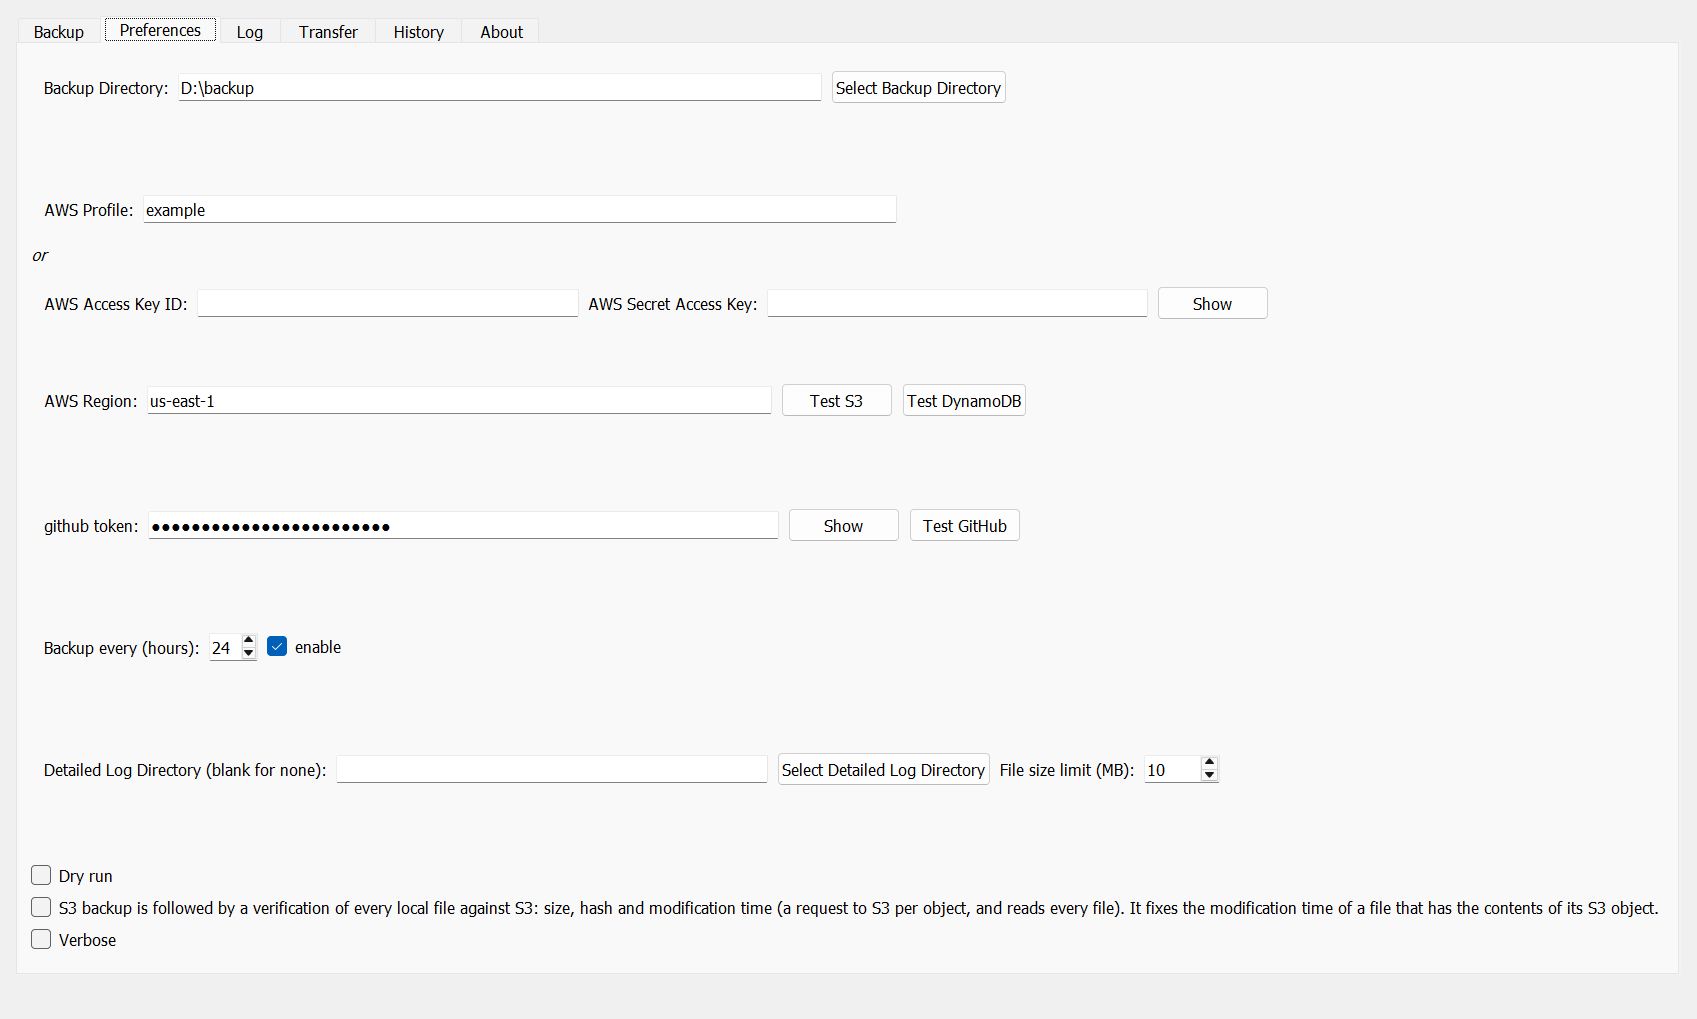 Backup Preferences Log Transfer History About
Backup Directory: D:\backup Select Backup Directory
AWS Profile: example
or
AWS Access Key ID: AWS Secret Access Key: Show
AWS Region: us-east-1 Test S3 Test DynamoDB
github token: ●●●●●●●●●●●●●●●●●●●●●●●● Show Test GitHub
Backup every (hours): 24 enable
Detailed Log Directory (blank for none): Select Detailed Log Directory File size limit (MB): 10
Dry run
S3 backup is followed by a verification of every local file against S3: size, hash and modification time (a request to S3 per object, and reads every file). It fixes the modification time of a file that has the contents of its S3 object.
Verbose